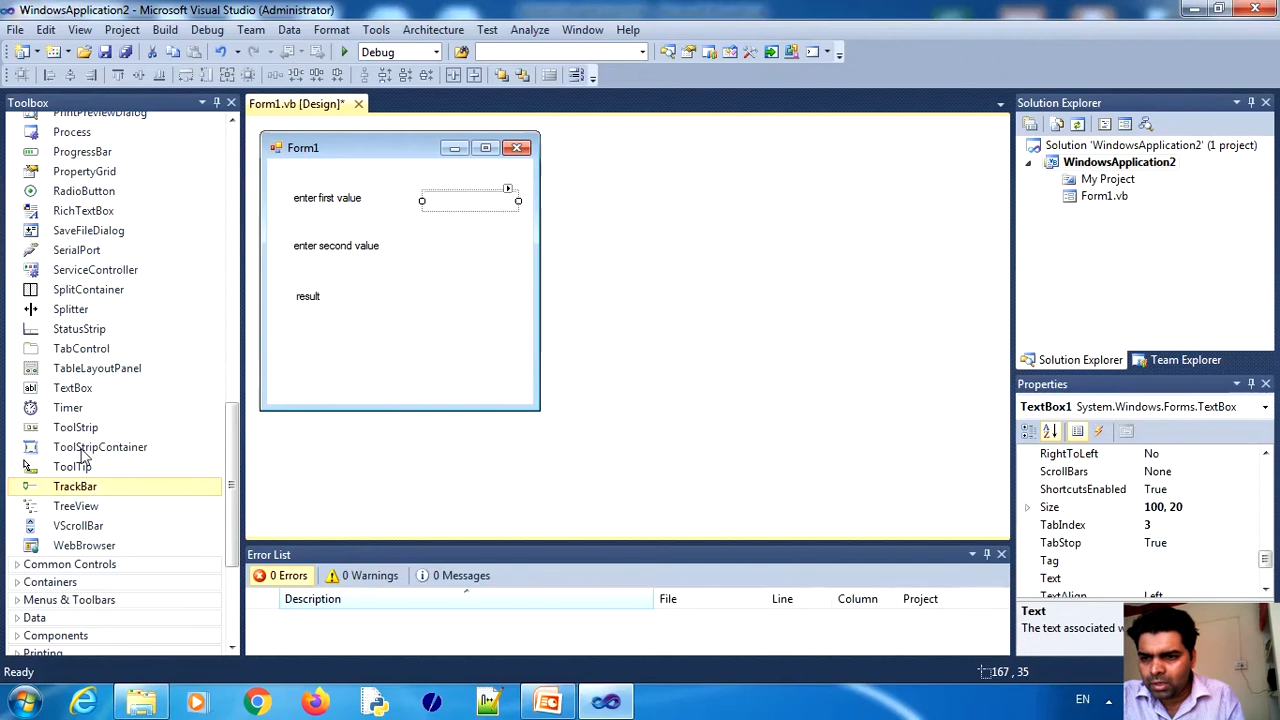 WindowsApplication2 - Microsoft Visual Studio (Administrator)
File Edit View Project Build Debug Team Data Format Tools Architecture Test Analyze Window Help
Debug
Toolbox
PrintPreviewDialog
Process
ProgressBar
PropertyGrid
RadioButton
RichTextBox
SaveFileDialog
SerialPort
ServiceController
SplitContainer
Splitter
StatusStrip
TabControl
TableLayoutPanel
TextBox
Timer
ToolStrip
ToolStripContainer
ToolTip
TrackBar
TreeView
VScrollBar
WebBrowser
Common Controls
Containers
Menus & Toolbars
Data
Components
Printing
Form1.vb [Design]*
Form1
enter first value
enter second value
result
Error List
0 Errors 0 Warnings 0 Messages
Description File Line Column Project
Solution Explorer
Solution 'WindowsApplication2' (1 project)
WindowsApplication2
My Project
Form1.vb
Solution Explorer Team Explorer
Properties
TextBox1 System.Windows.Forms.TextBox
RightToLeft No
ScrollBars None
ShortcutsEnabled True
Size 100, 20
TabIndex 3
TabStop True
Tag
Text
TextAlign Left
Text
The text associated
Ready
167 , 35
EN